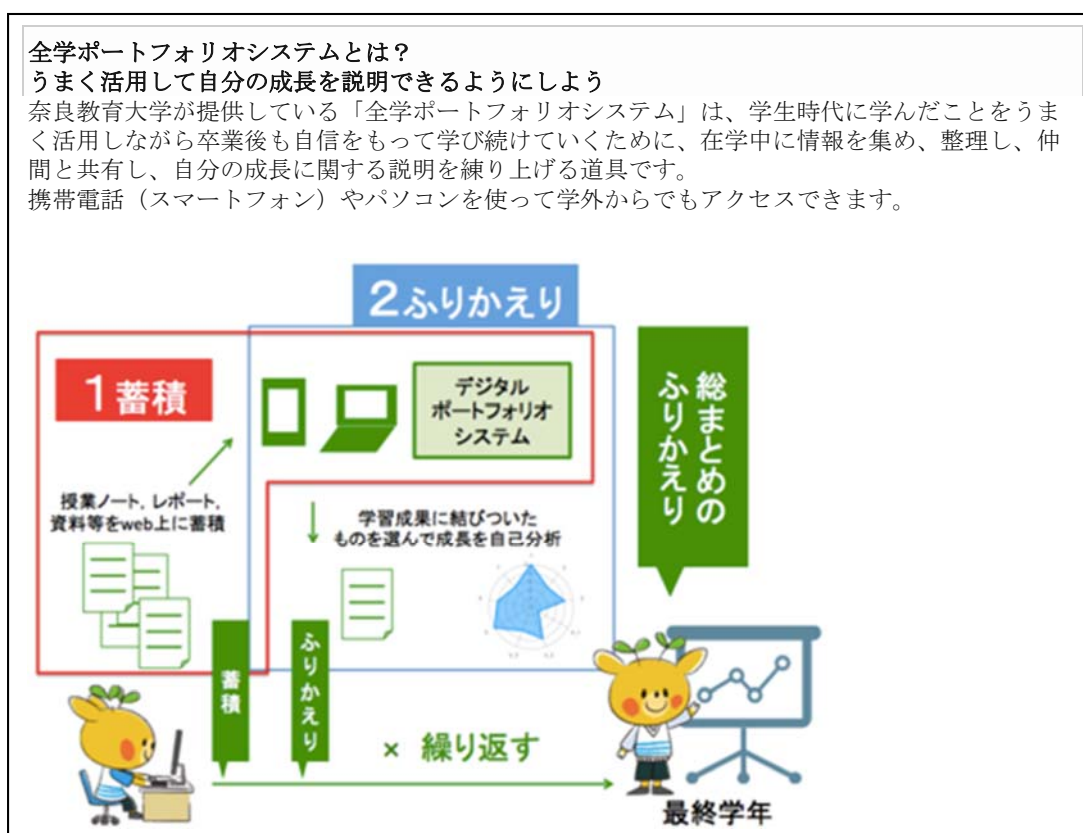 全学ポートフォリオシステムとは？
うまく活用して自分の成長を説明できるようにしよう
奈良教育大学が提供している「全学ポートフォリオシステム」は、学生時代に学んだことをうま
く活用しながら卒業後も自信をもって学び続けていくために、在学中に情報を集め、整理し、仲
間と共有し、自分の成長に関する説明を練り上げる道具です。
携帯電話（スマートフォン）やパソコンを使って学外からでもアクセスできます。
2ふりかえり
1蓄積
デジタル
ポートフォリオ
システム
授業ノート，レポート，
資料等をweb上に蓄積
学習成果に結びついた
ものを選んで成長を自己分析
総まとめの
ふりかえり
蓄積
ふりかえり
× 繰り返す
最終学年